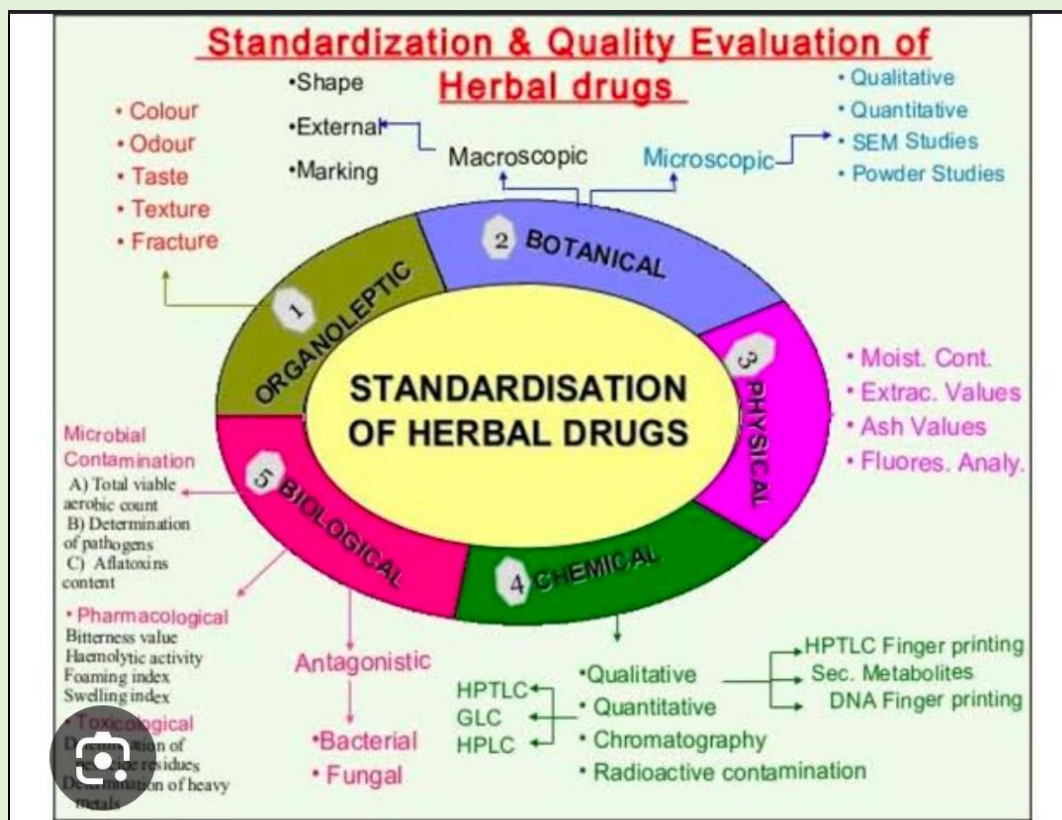 Standardization & Quality Evaluation of
Herbal drugs
• Colour
• Odour
• Taste
• Texture
• Fracture
•Shape
•External
•Marking
Macroscopic
Microscopic
• Qualitative
• Quantitative
• SEM Studies
• Powder Studies
1
ORGANOLEPTIC
2
BOTANICAL
3
PHYSICAL
4
CHEMICAL
5
BIOLOGICAL
STANDARDISATION
OF HERBAL DRUGS
• Moist. Cont.
• Extrac. Values
• Ash Values
• Fluores. Analy.
Microbial
Contamination
A) Total viable
aerobic count
B) Determination
of pathogens
C) Aflatoxins
content
• Pharmacological
Bitterness value
Haemolytic activity
Foaming index
Swelling index
• Toxicological
of
residues
of heavy
metals
Antagonistic
•Bacterial
• Fungal
HPTLC
GLC
HPLC
•Qualitative
• Quantitative
• Chromatography
• Radioactive contamination
HPTLC Finger printing
Sec. Metabolites
DNA Finger printing